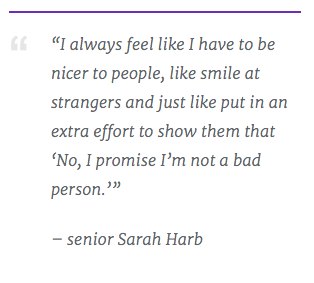 “I always feel like I have to be
nicer to people, like smile at
strangers and just like put in an
extra effort to show them that
‘No, I promise I’m not a bad
person.’”
– senior Sarah Harb